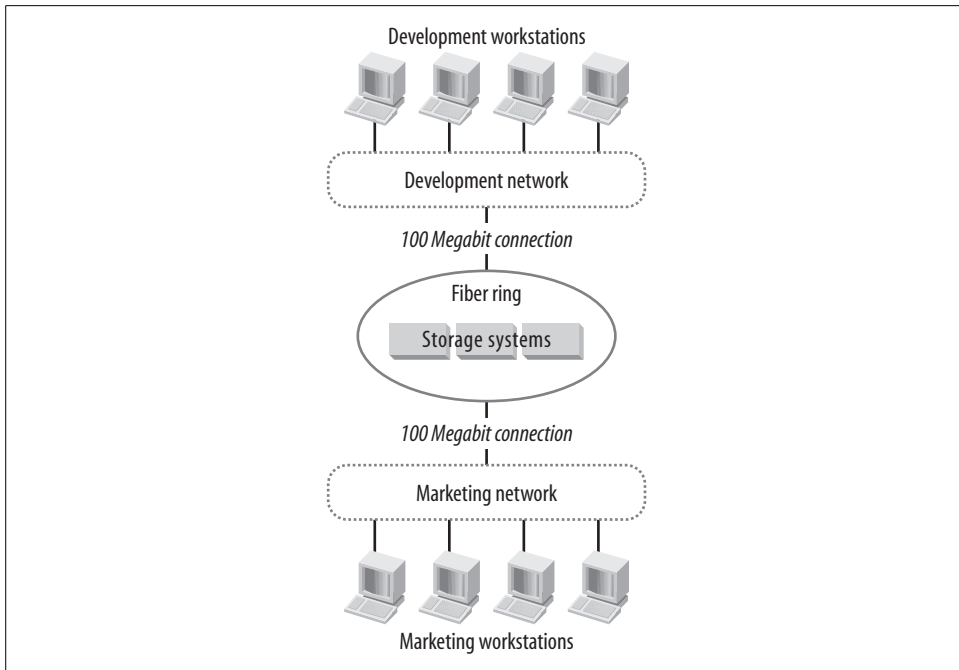 Development workstations
Development network
100 Megabit connection
Fiber ring
Storage systems
100 Megabit connection
Marketing network
Marketing workstations